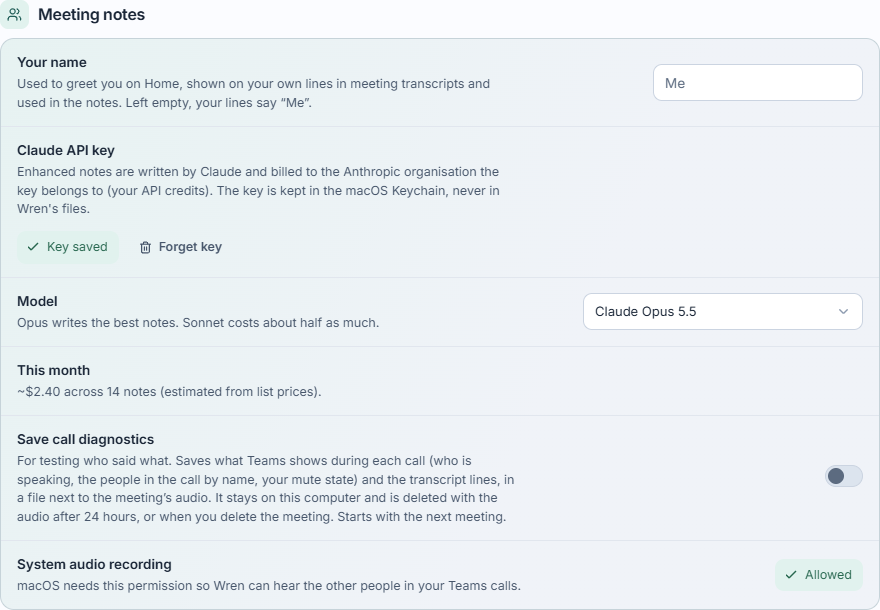 Meeting notes
Your name
Used to greet you on Home, shown on your own lines in meeting transcripts and
used in the notes. Left empty, your lines say “Me”.
Me
Claude API key
Enhanced notes are written by Claude and billed to the Anthropic organisation the
key belongs to (your API credits). The key is kept in the macOS Keychain, never in
Wren's files.
Key saved
Forget key
Model
Opus writes the best notes. Sonnet costs about half as much.
Claude Opus 5.5
This month
~$2.40 across 14 notes (estimated from list prices).
Save call diagnostics
For testing who said what. Saves what Teams shows during each call (who is
speaking, the people in the call by name, your mute state) and the transcript lines, in
a file next to the meeting’s audio. It stays on this computer and is deleted with the
audio after 24 hours, or when you delete the meeting. Starts with the next meeting.
System audio recording
macOS needs this permission so Wren can hear the other people in your Teams calls.
Allowed